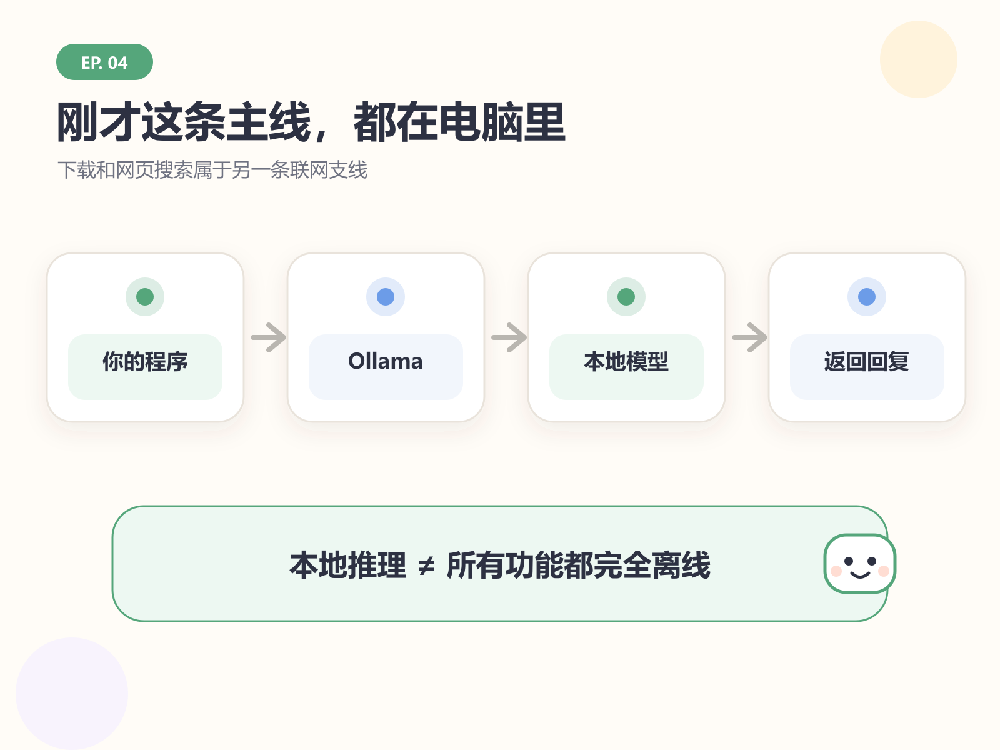 EP. 04
刚才这条主线，都在电脑里
下载和网页搜索属于另一条联网支线
你的程序
Ollama
本地模型
返回回复
本地推理 ≠ 所有功能都完全离线